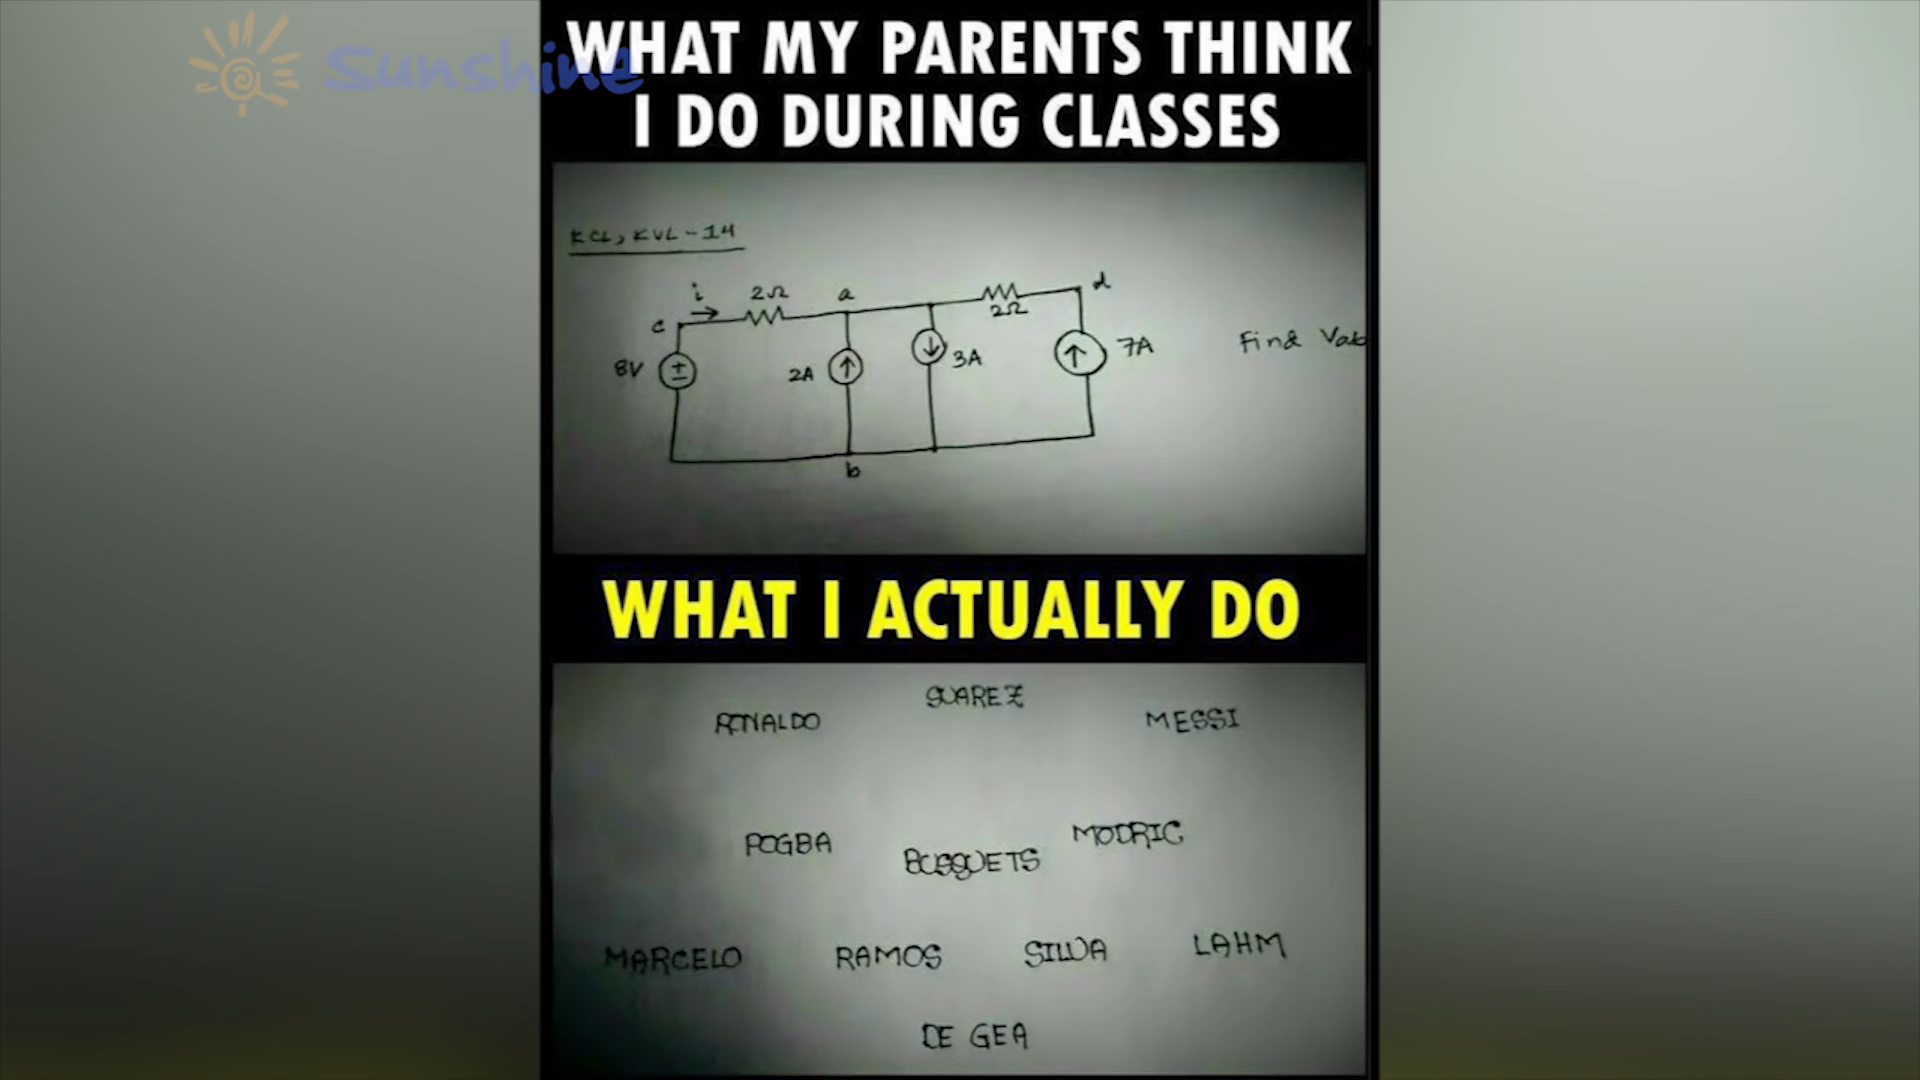 Sunshine
WHAT MY PARENTS THINK
I DO DURING CLASSES
KCL, KVL - 14
i
2Ω
a
d
c
2Ω
8V
2A
3A
7A
Find Vab
b
WHAT I ACTUALLY DO
SUAREZ
RONALDO
MESSI
POGBA
BUSQUETS
MODRIC
MARCELO
RAMOS
SILVA
LAHM
DE GEA